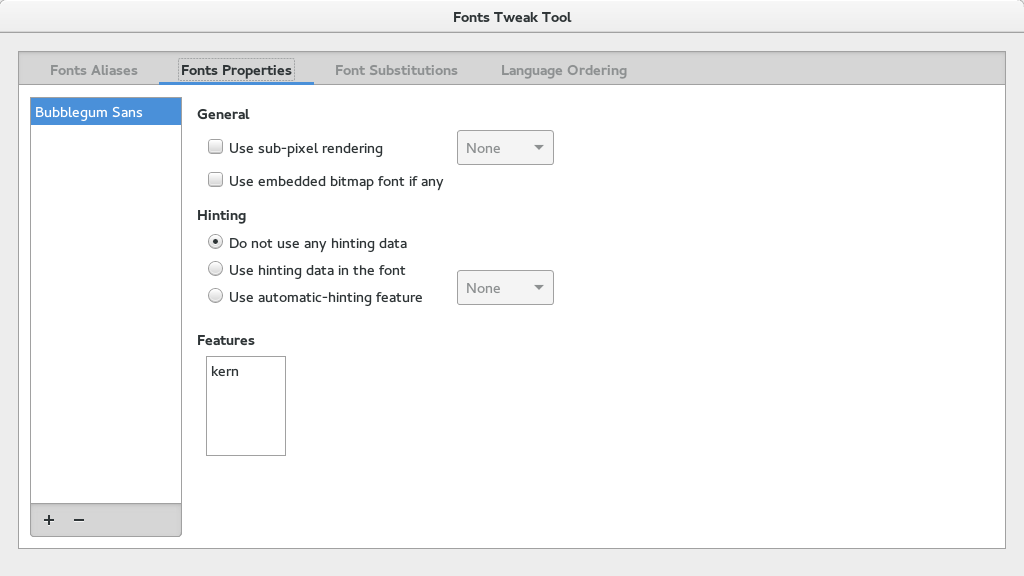 Fonts Tweak Tool
Fonts Aliases Fonts Properties Font Substitutions Language Ordering
Bubblegum Sans
General
Use sub-pixel rendering None
Use embedded bitmap font if any
Hinting
Do not use any hinting data
Use hinting data in the font
None
Use automatic-hinting feature
Features
kern
+ −